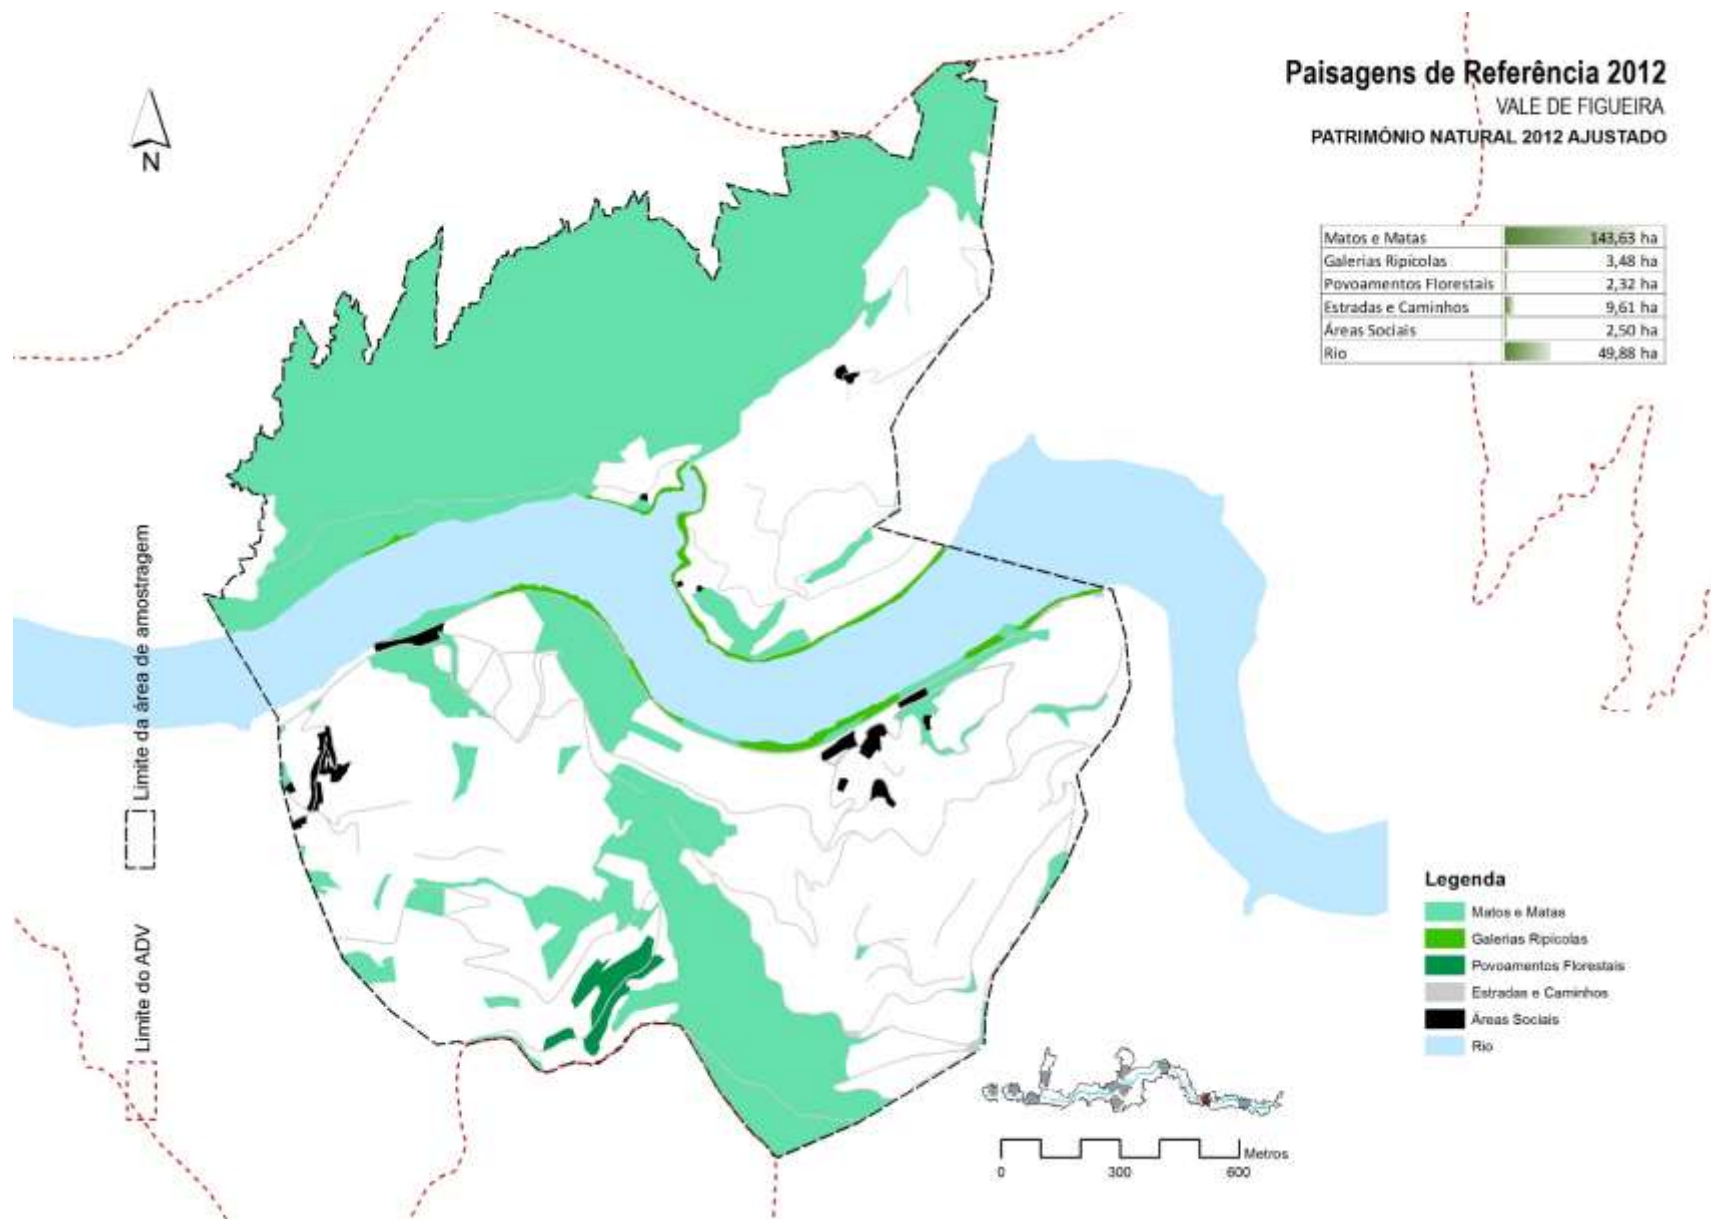 Paisagens de Referência 2012
VALE DE FIGUEIRA
PATRIMÓNIO NATURAL 2012 AJUSTADO
N
Matos e Matas 143,63 ha
Galerias Ripícolas 3,48 ha
Povoamentos Florestais 2,32 ha
Estradas e Caminhos 9,61 ha
Áreas Sociais 2,50 ha
Rio 49,88 ha
Limite da área de amostragem
Limite do ADV
Legenda
Matos e Matas
Galerias Ripícolas
Povoamentos Florestais
Estradas e Caminhos
Áreas Sociais
Rio
Metros
0 300 600